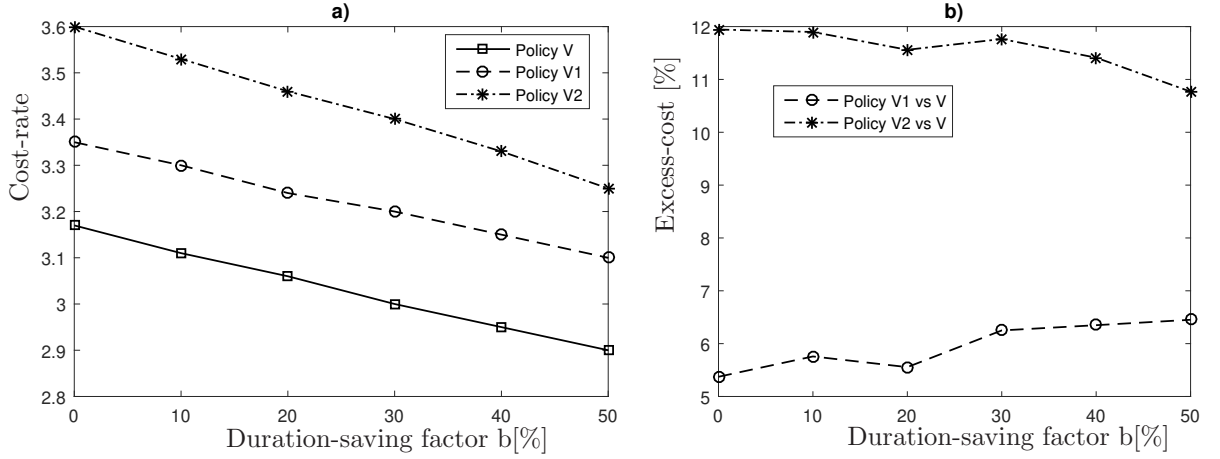 a)
3.6
3.5
3.4
3.3
3.2
3.1
3
2.9
2.8
Cost-rate
Policy V
Policy V1
Policy V2
0 10 20 30 40 50
Duration-saving factor b[%]
b)
12
11
10
9
8
7
6
5
Excess-cost [%]
Policy V1 vs V
Policy V2 vs V
0 10 20 30 40 50
Duration-saving factor b[%]